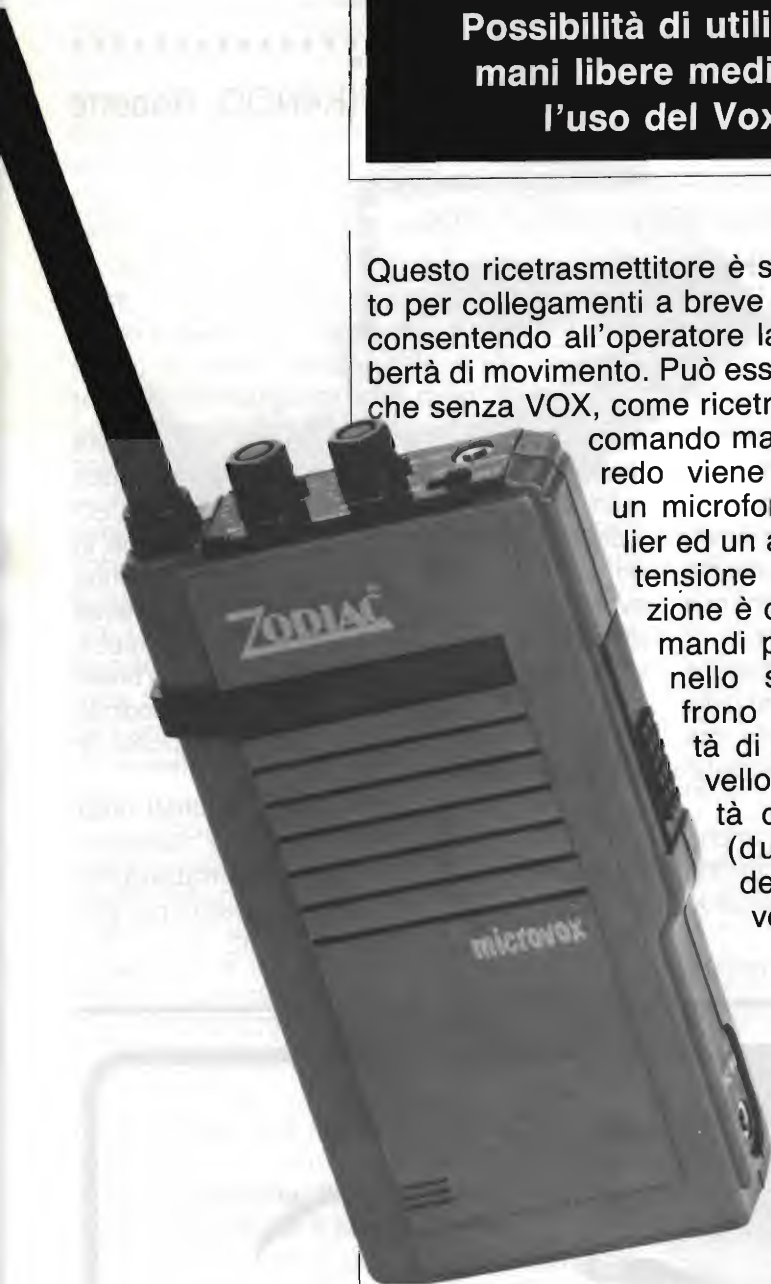 Possibilità di utili
mani libere medi
l'uso del Vox
Questo ricetrasmettitore è s
to per collegamenti a breve
consentendo all'operatore la
bertà di movimento. Può ess
che senza VOX, come ricetr
comando ma
redo viene
un microfor
lier ed un a
tensione
zione è c
mandi p
nello s
frono
tà di
vello
tà c
(du
de
ve
ZODIAC
microvox